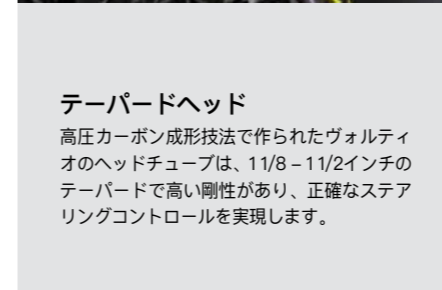 テーパードヘッド
高圧カーボン成形技法で作られたヴォルティ
オのヘッドチューブは、11/8 – 11/2インチの
テーパードで高い剛性があり、正確なステア
リングコントロールを実現します。